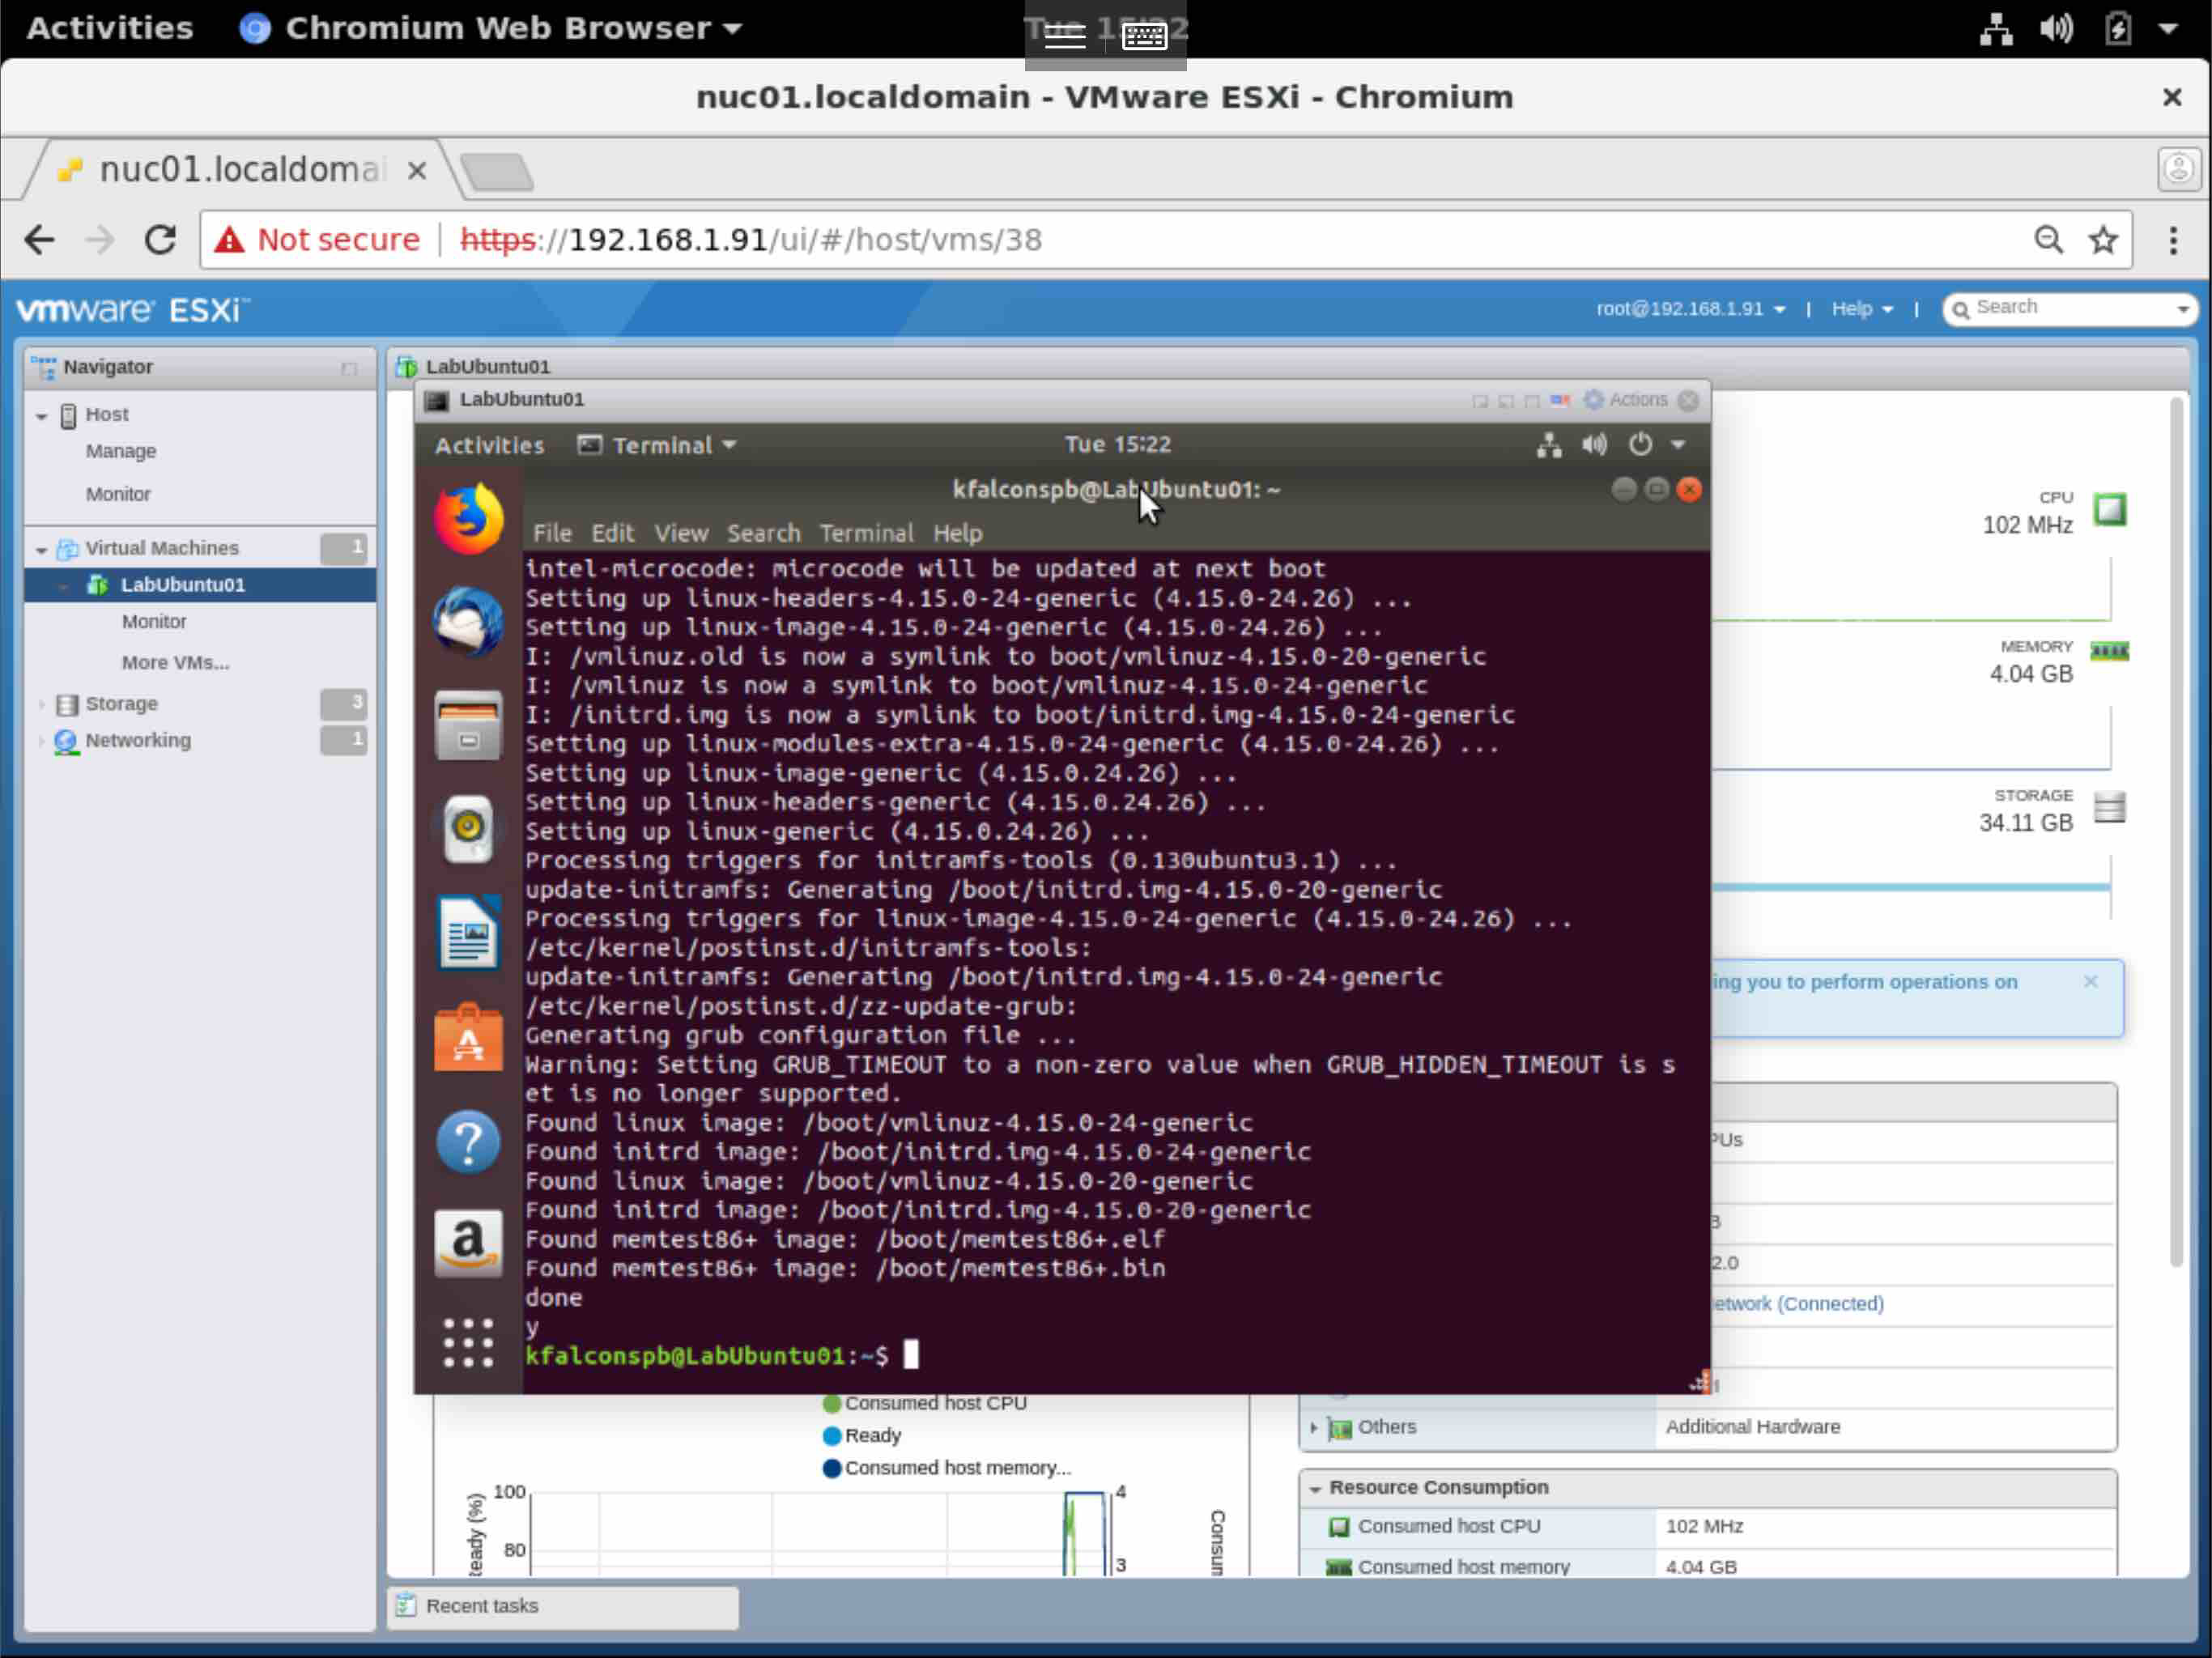 Activities Chromium Web Browser Tue 15:22
nuc01.localdomain - VMware ESXi - Chromium
nuc01.localdomai
Not secure https://192.168.1.91/ui/#/host/vms/38
vmware ESXi™ root@192.168.1.91 | Help | Search
Navigator
Host
Manage
Monitor
Virtual Machines 1
LabUbuntu01
Monitor
More VMs...
Storage 3
Networking 1
LabUbuntu01
LabUbuntu01 Actions
Activities Terminal Tue 15:22
kfalconspb@LabUbuntu01: ~
File Edit View Search Terminal Help
intel-microcode: microcode will be updated at next boot
Setting up linux-headers-4.15.0-24-generic (4.15.0-24.26) ...
Setting up linux-image-4.15.0-24-generic (4.15.0-24.26) ...
I: /vmlinuz.old is now a symlink to boot/vmlinuz-4.15.0-20-generic
I: /vmlinuz is now a symlink to boot/vmlinuz-4.15.0-24-generic
I: /initrd.img is now a symlink to boot/initrd.img-4.15.0-24-generic
Setting up linux-modules-extra-4.15.0-24-generic (4.15.0-24.26) ...
Setting up linux-image-generic (4.15.0.24.26) ...
Setting up linux-headers-generic (4.15.0.24.26) ...
Setting up linux-generic (4.15.0.24.26) ...
Processing triggers for initramfs-tools (0.130ubuntu3.1) ...
update-initramfs: Generating /boot/initrd.img-4.15.0-20-generic
Processing triggers for linux-image-4.15.0-24-generic (4.15.0-24.26) ...
/etc/kernel/postinst.d/initramfs-tools:
update-initramfs: Generating /boot/initrd.img-4.15.0-24-generic
/etc/kernel/postinst.d/zz-update-grub:
Generating grub configuration file ...
Warning: Setting GRUB_TIMEOUT to a non-zero value when GRUB_HIDDEN_TIMEOUT is s
et is no longer supported.
Found linux image: /boot/vmlinuz-4.15.0-24-generic
Found initrd image: /boot/initrd.img-4.15.0-24-generic
Found linux image: /boot/vmlinuz-4.15.0-20-generic
Found initrd image: /boot/initrd.img-4.15.0-20-generic
Found memtest86+ image: /boot/memtest86+.elf
Found memtest86+ image: /boot/memtest86+.bin
done
y
kfalconspb@LabUbuntu01:~$
CPU
102 MHz
MEMORY
4.04 GB
STORAGE
34.11 GB
ing you to perform operations on
PUs
B
2.0
etwork (Connected)
Others Additional Hardware
Resource Consumption
Consumed host CPU 102 MHz
Consumed host memory 4.04 GB
Consumed host CPU
Ready
Consumed host memory...
100 4
80 3
eady (%)
Consum
Recent tasks